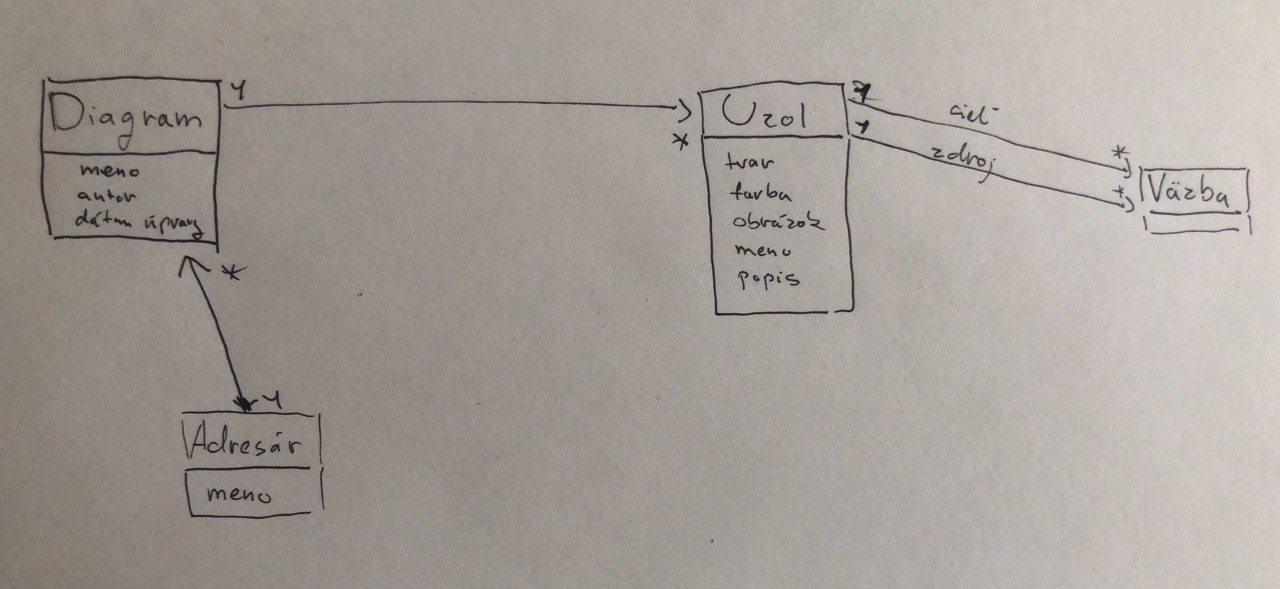 Diagram
meno
autor
dátum úpravy
1
*
Uzol
tvar
farba
obrázok
meno
popis
1
*
cieľ
1
*
zdroj
1
*
Väzba
*
1
Adresár
meno